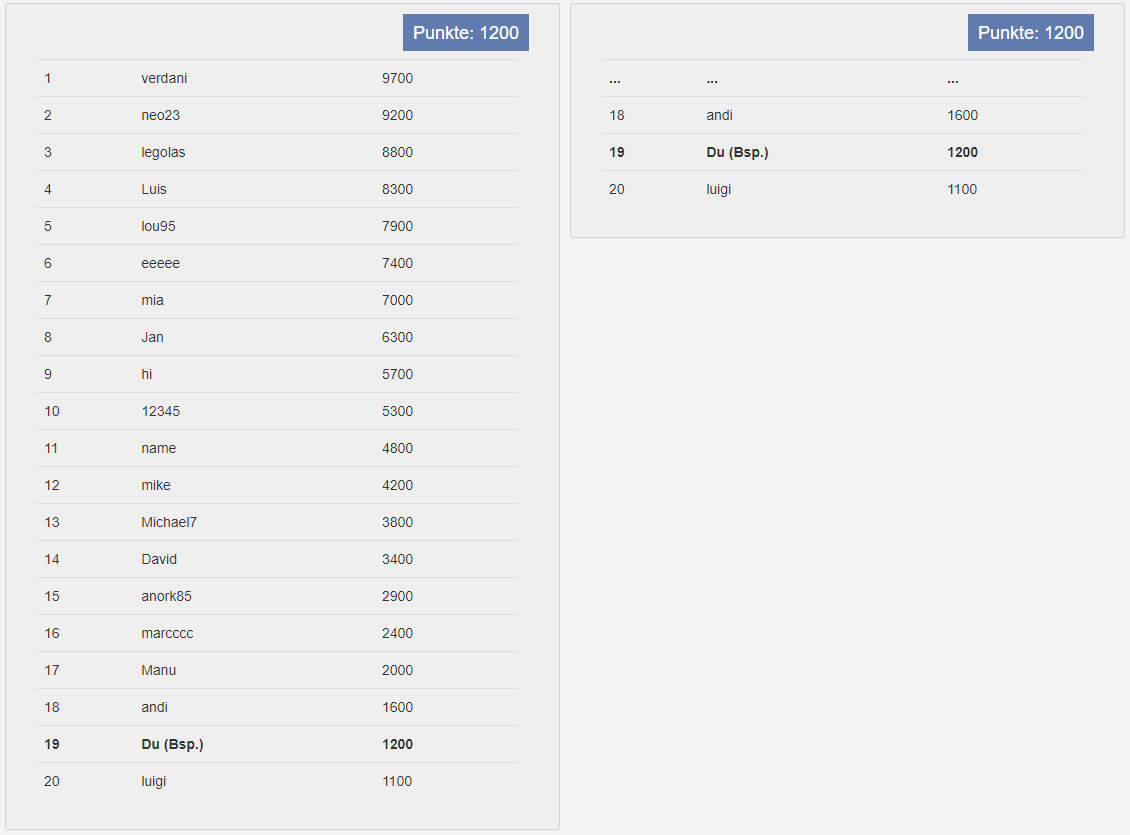 Punkte: 1200
1 verdani 9700
2 neo23 9200
3 legolas 8800
4 Luis 8300
5 lou95 7900
6 eeeee 7400
7 mia 7000
8 Jan 6300
9 hi 5700
10 12345 5300
11 name 4800
12 mike 4200
13 Michael7 3800
14 David 3400
15 anork85 2900
16 marcccc 2400
17 Manu 2000
18 andi 1600
19 Du (Bsp.) 1200
20 luigi 1100
Punkte: 1200
... ... ...
18 andi 1600
19 Du (Bsp.) 1200
20 luigi 1100